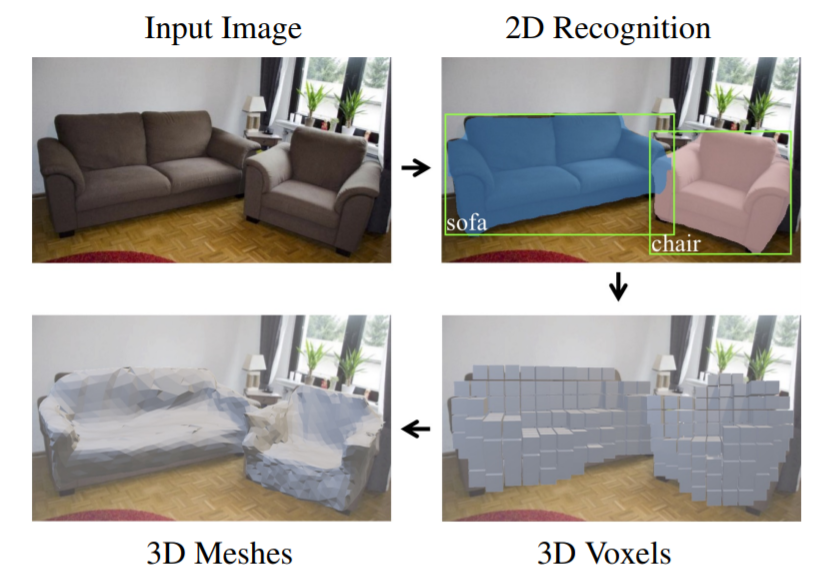 Input Image
2D Recognition
sofa
chair
3D Meshes
3D Voxels